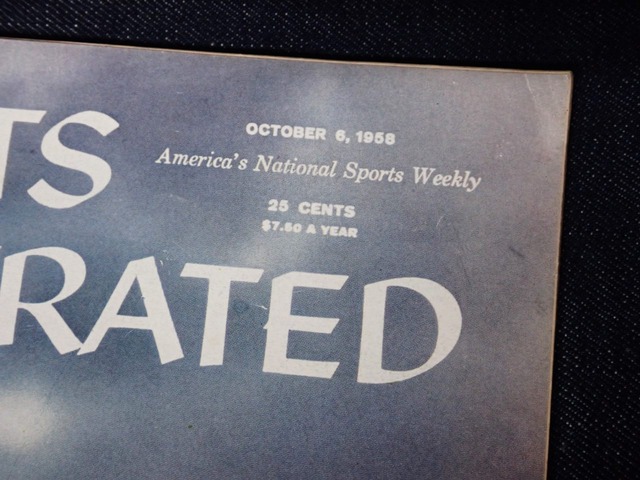 TS
OCTOBER 6, 1958
America's National Sports Weekly
25 CENTS
$7.50 A YEAR
RATED